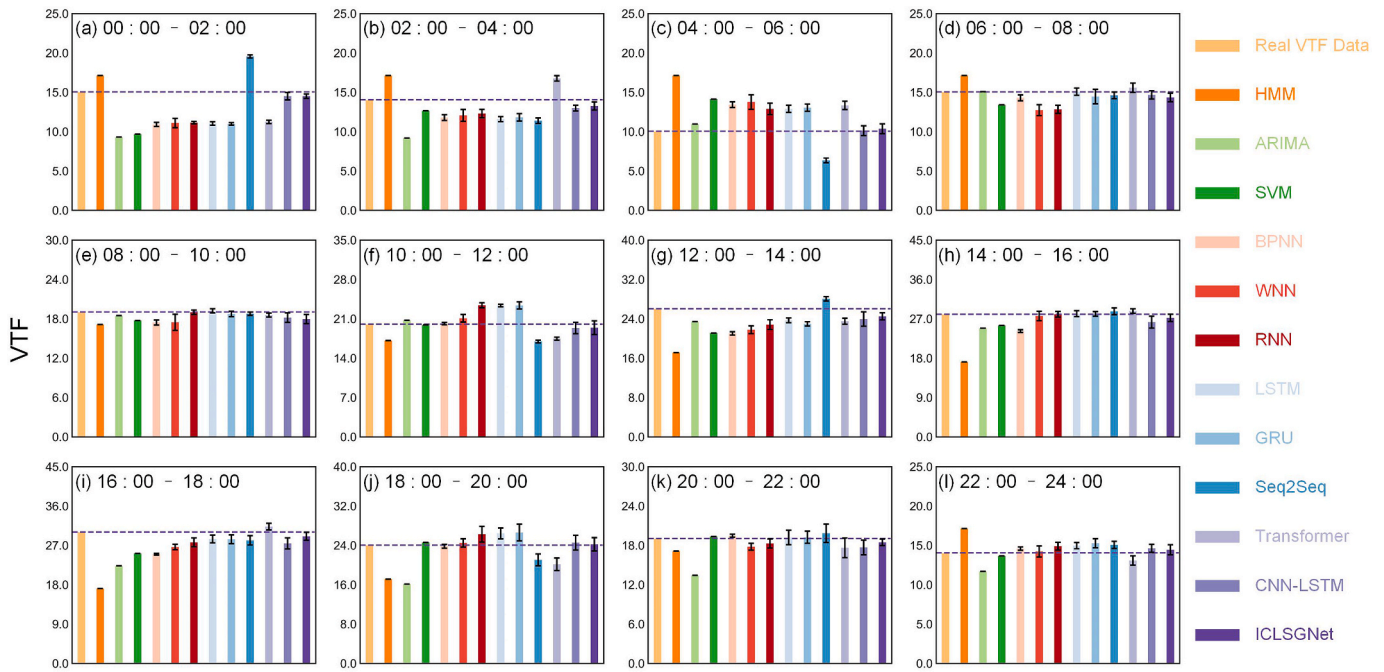 VTF
(a) 00 : 00 - 02 : 00
25.0
20.0
15.0
10.0
5.0
0.0
(b) 02 : 00 - 04 : 00
25.0
20.0
15.0
10.0
5.0
0.0
(c) 04 : 00 - 06 : 00
25.0
20.0
15.0
10.0
5.0
0.0
(d) 06 : 00 - 08 : 00
25.0
20.0
15.0
10.0
5.0
0.0
(e) 08 : 00 - 10 : 00
30.0
24.0
18.0
12.0
6.0
0.0
(f) 10 : 00 - 12 : 00
35.0
28.0
21.0
14.0
7.0
0.0
(g) 12 : 00 - 14 : 00
40.0
32.0
24.0
16.0
8.0
0.0
(h) 14 : 00 - 16 : 00
45.0
36.0
27.0
18.0
9.0
0.0
(i) 16 : 00 - 18 : 00
45.0
36.0
27.0
18.0
9.0
0.0
(j) 18 : 00 - 20 : 00
40.0
32.0
24.0
16.0
8.0
0.0
(k) 20 : 00 - 22 : 00
30.0
24.0
18.0
12.0
6.0
0.0
(l) 22 : 00 - 24 : 00
25.0
20.0
15.0
10.0
5.0
0.0
Real VTF Data
HMM
ARIMA
SVM
BPNN
WNN
RNN
LSTM
GRU
Seq2Seq
Transformer
CNN-LSTM
ICLSGNet